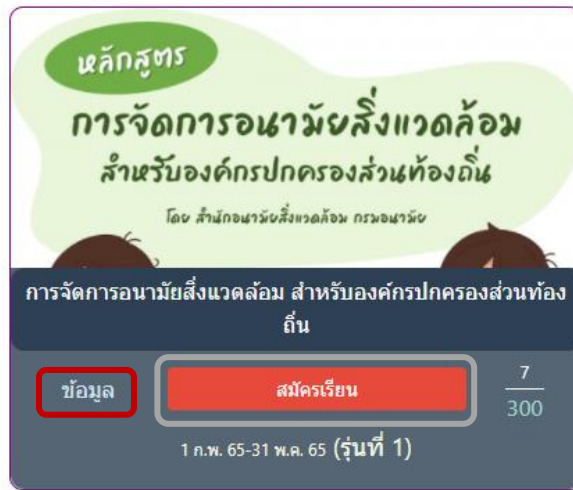 หลักสูตร
การจัดการอนามัยสิ่งแวดล้อม
สำหรับองค์กรปกครองส่วนท้องถิ่น
โดย สำนักอนามัยสิ่งแวดล้อม กรมอนามัย
การจัดการอนามัยสิ่งแวดล้อม สำหรับองค์กรปกครองส่วนท้อง
ถิ่น
ข้อมูล
สมัครเรียน
7
300
1 ก.พ. 65-31 พ.ค. 65 (รุ่นที่ 1)